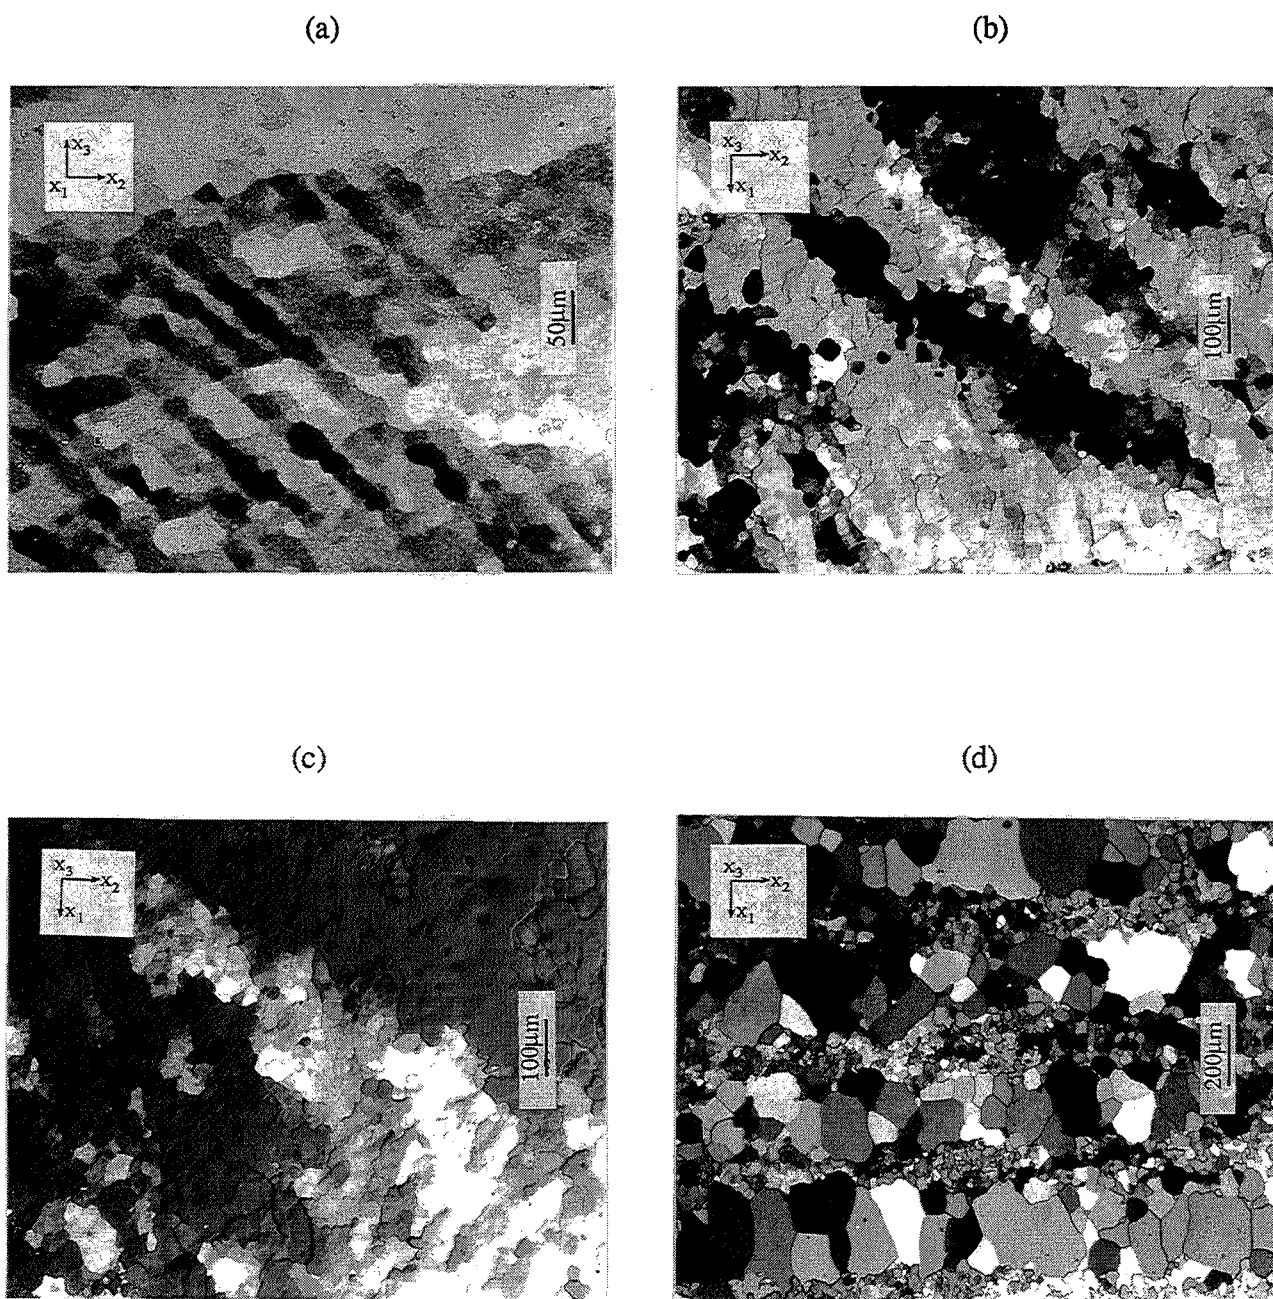 (a)
(b)
x₃
x₁ x₂
50μm
x₃ x₂
x₁
100μm
(c)
(d)
x₃ x₂
x₁
100μm
x₃ x₂
x₁
200μm